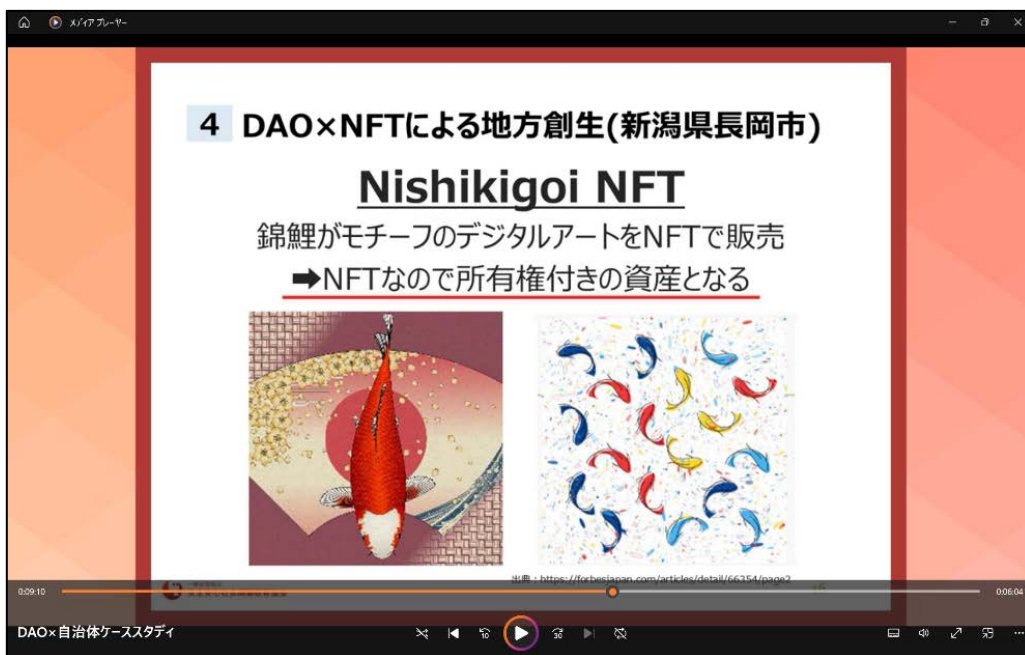 メディア プレーヤー
4 DAO×NFTによる地方創生(新潟県長岡市)
Nishikigoi NFT
錦鯉がモチーフのデジタルアートをNFTで販売
➡NFTなので所有権付きの資産となる
出典：https://forbesjapan.com/articles/detail/66354/page2
0:09:10
0:06:04
DAO×自治体ケーススタディ
10
30